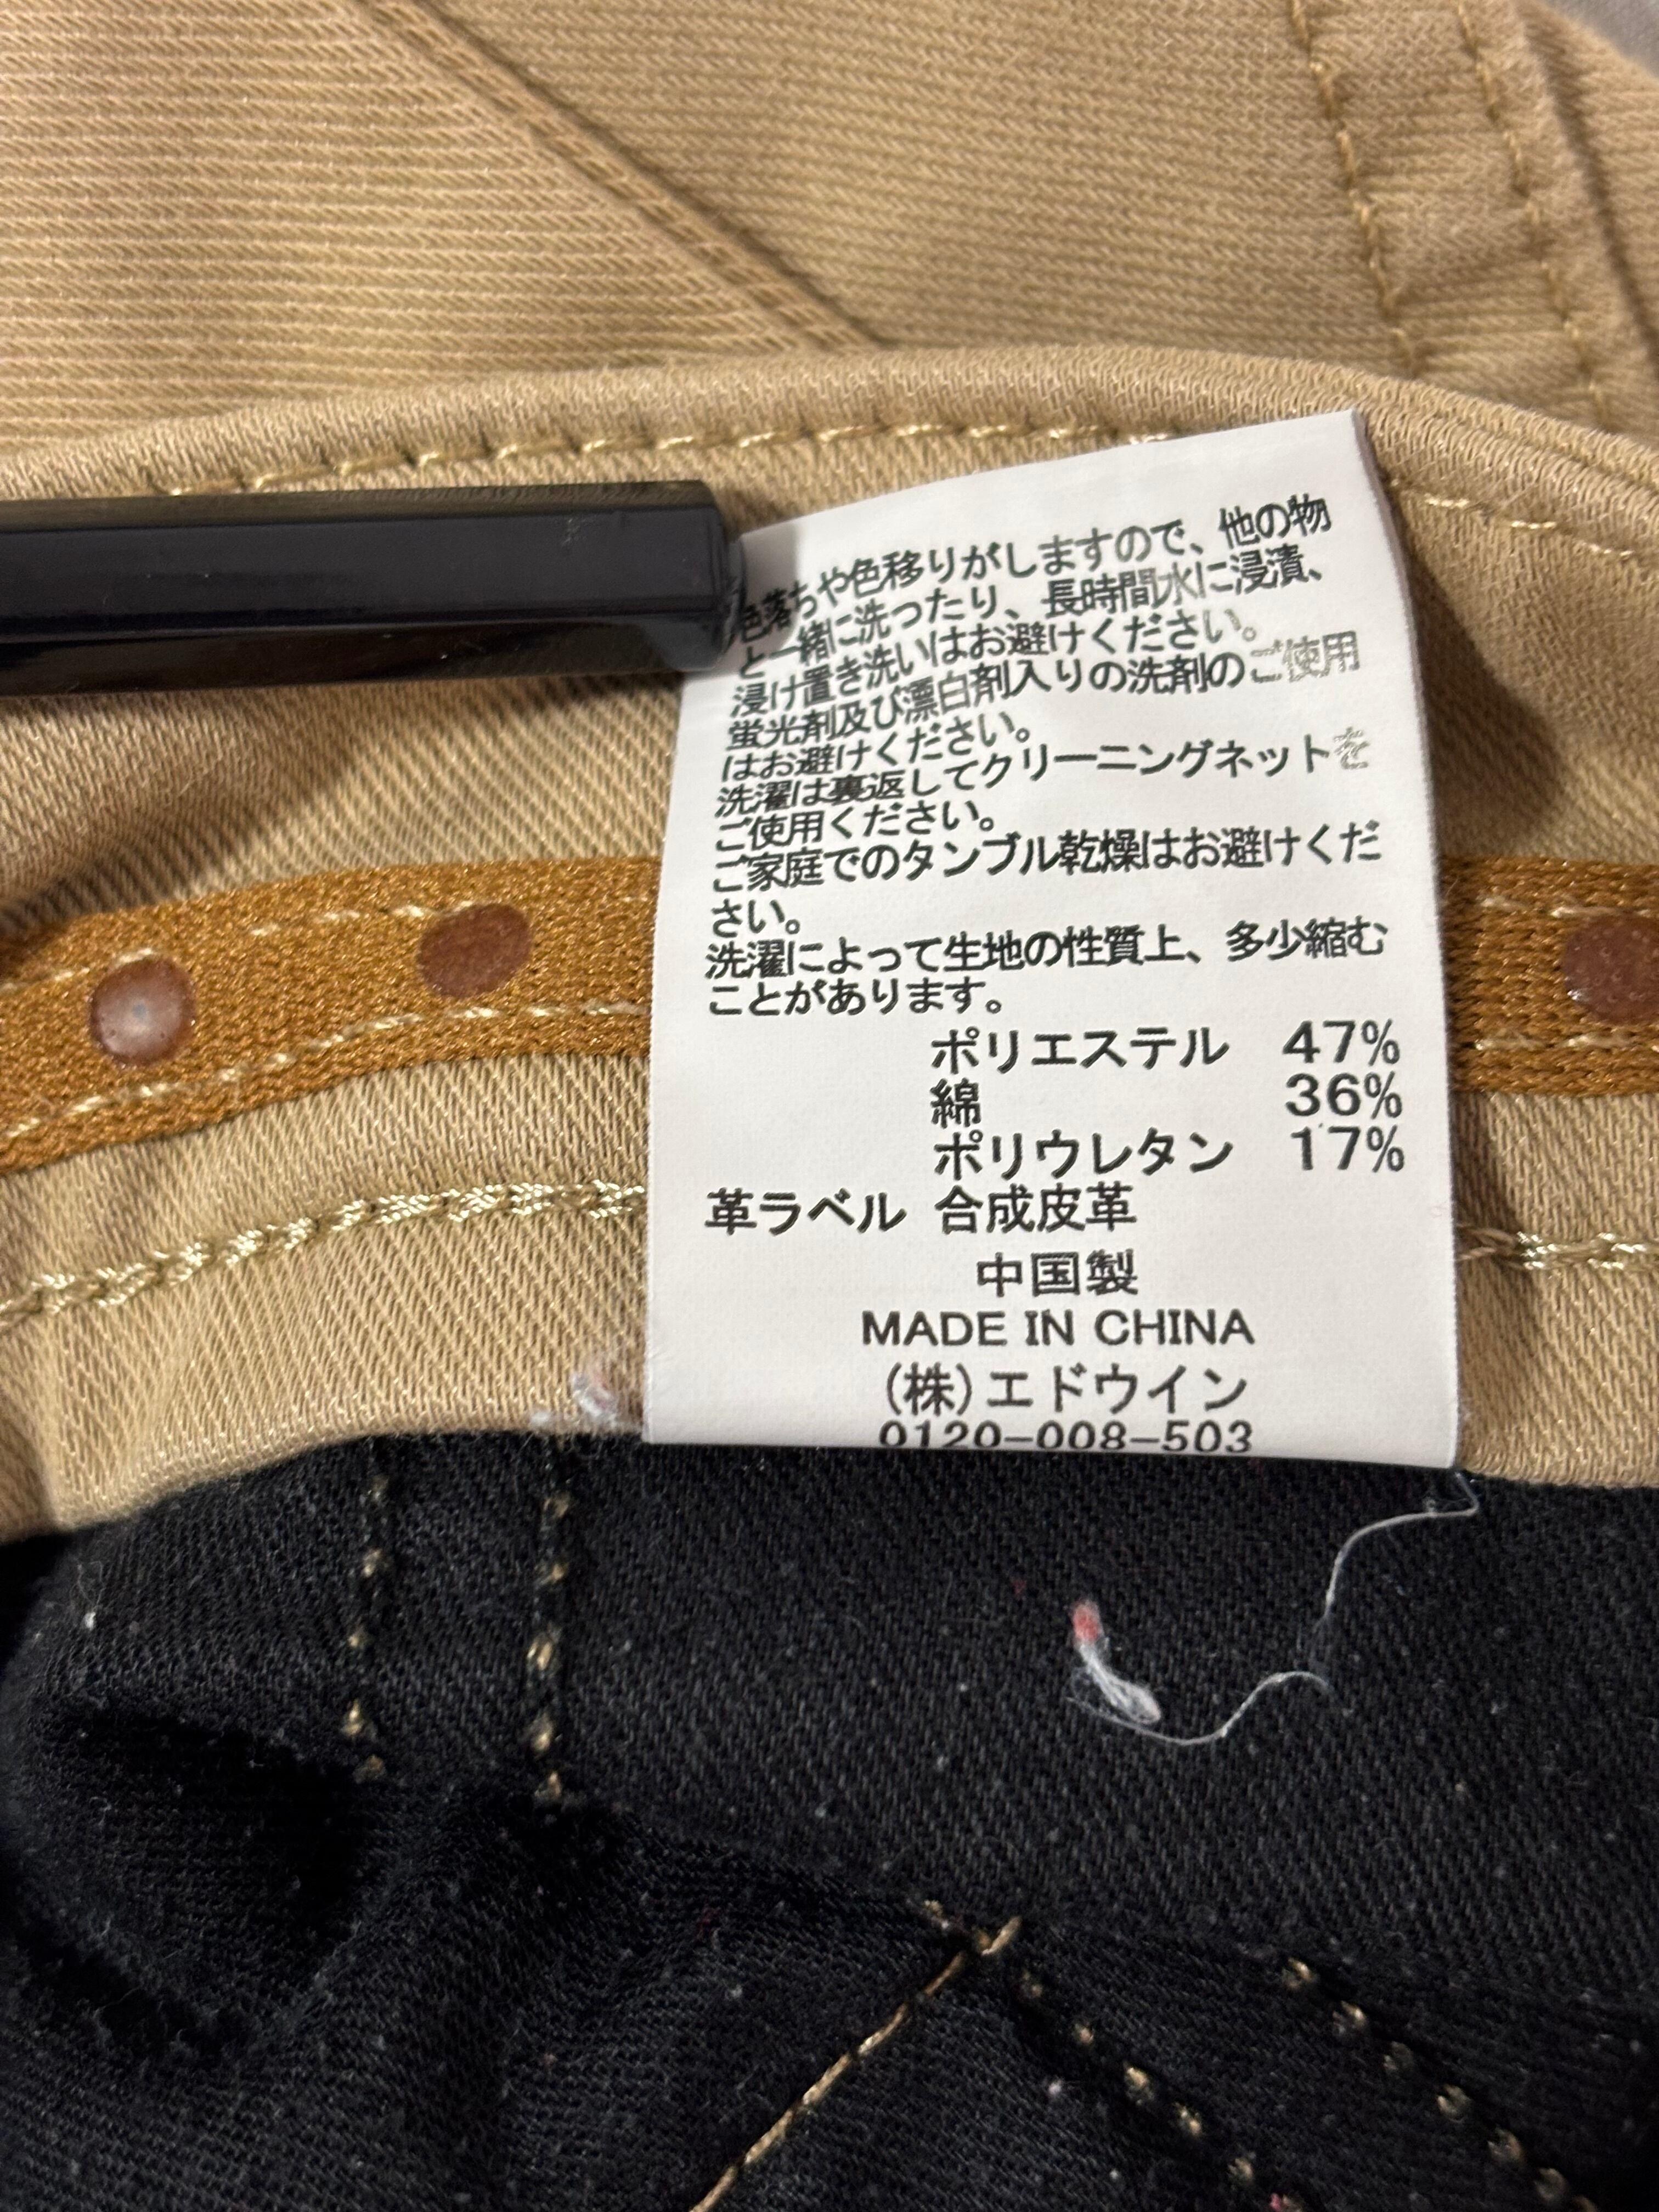 色落ちや色移りがしますので、他の物
と一緒に洗ったり、長時間水に浸漬、
浸け置き洗いはお避けください。
蛍光剤及び漂白剤入りの洗剤のご使用
はお避けください。
洗濯は裏返してクリーニングネットを
ご使用ください。
ご家庭でのタンブル乾燥はお避けくだ
さい。
洗濯によって生地の性質上、多少縮む
ことがあります。
ポリエステル 47%
綿 36%
ポリウレタン 17%
革ラベル 合成皮革
中国製
MADE IN CHINA
(株)エドウイン
0120-008-503